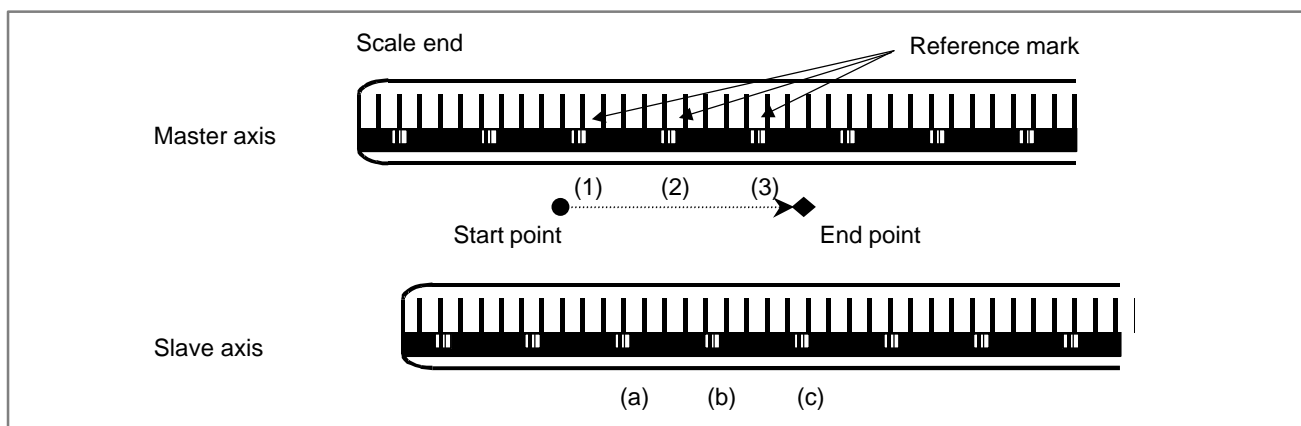 Scale end
Reference mark
Master axis
(1)
(2)
(3)
Start point
End point
Slave axis
(a)
(b)
(c)